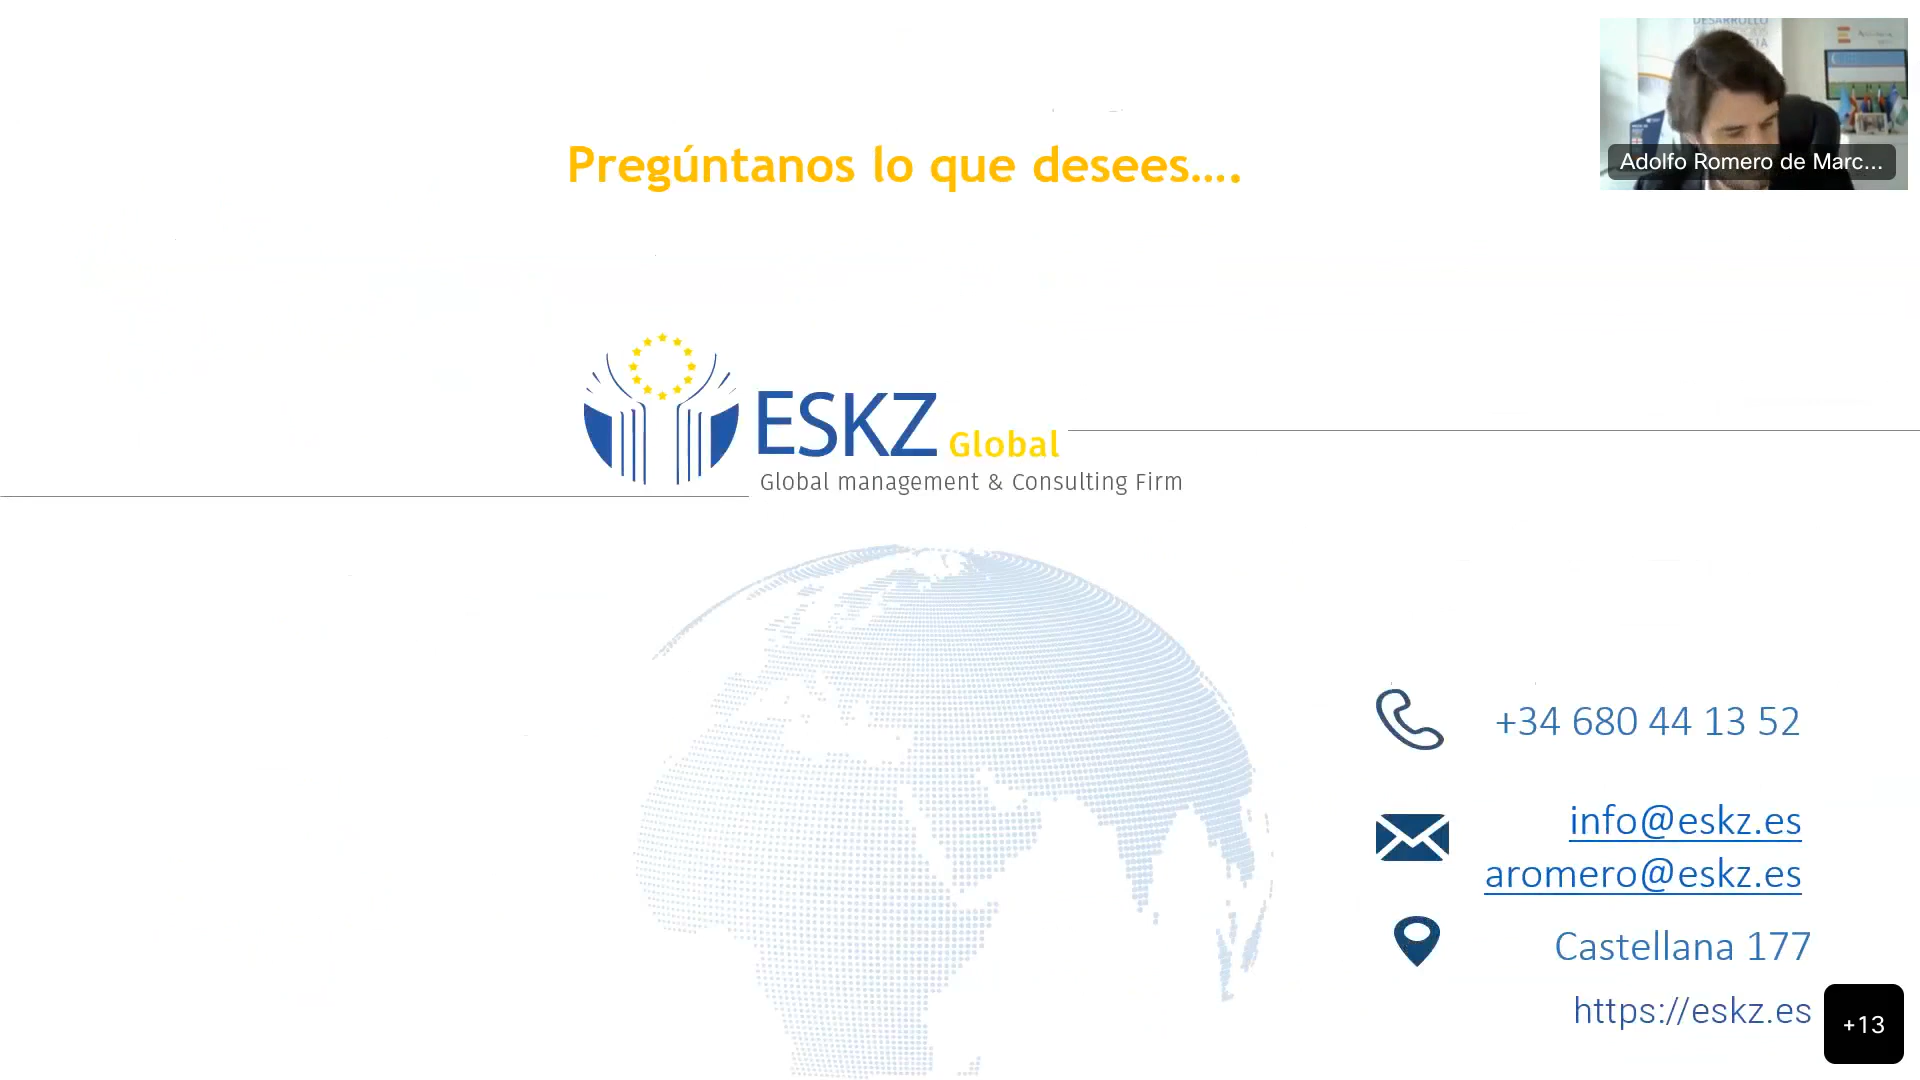 DESARROLLO
Pregúntanos lo que desees....
Adolfo Romero de Marc...
ESKZ Global
Global management & Consulting Firm
+34 680 44 13 52
info@eskz.es
aromero@eskz.es
Castellana 177
https://eskz.es
+13